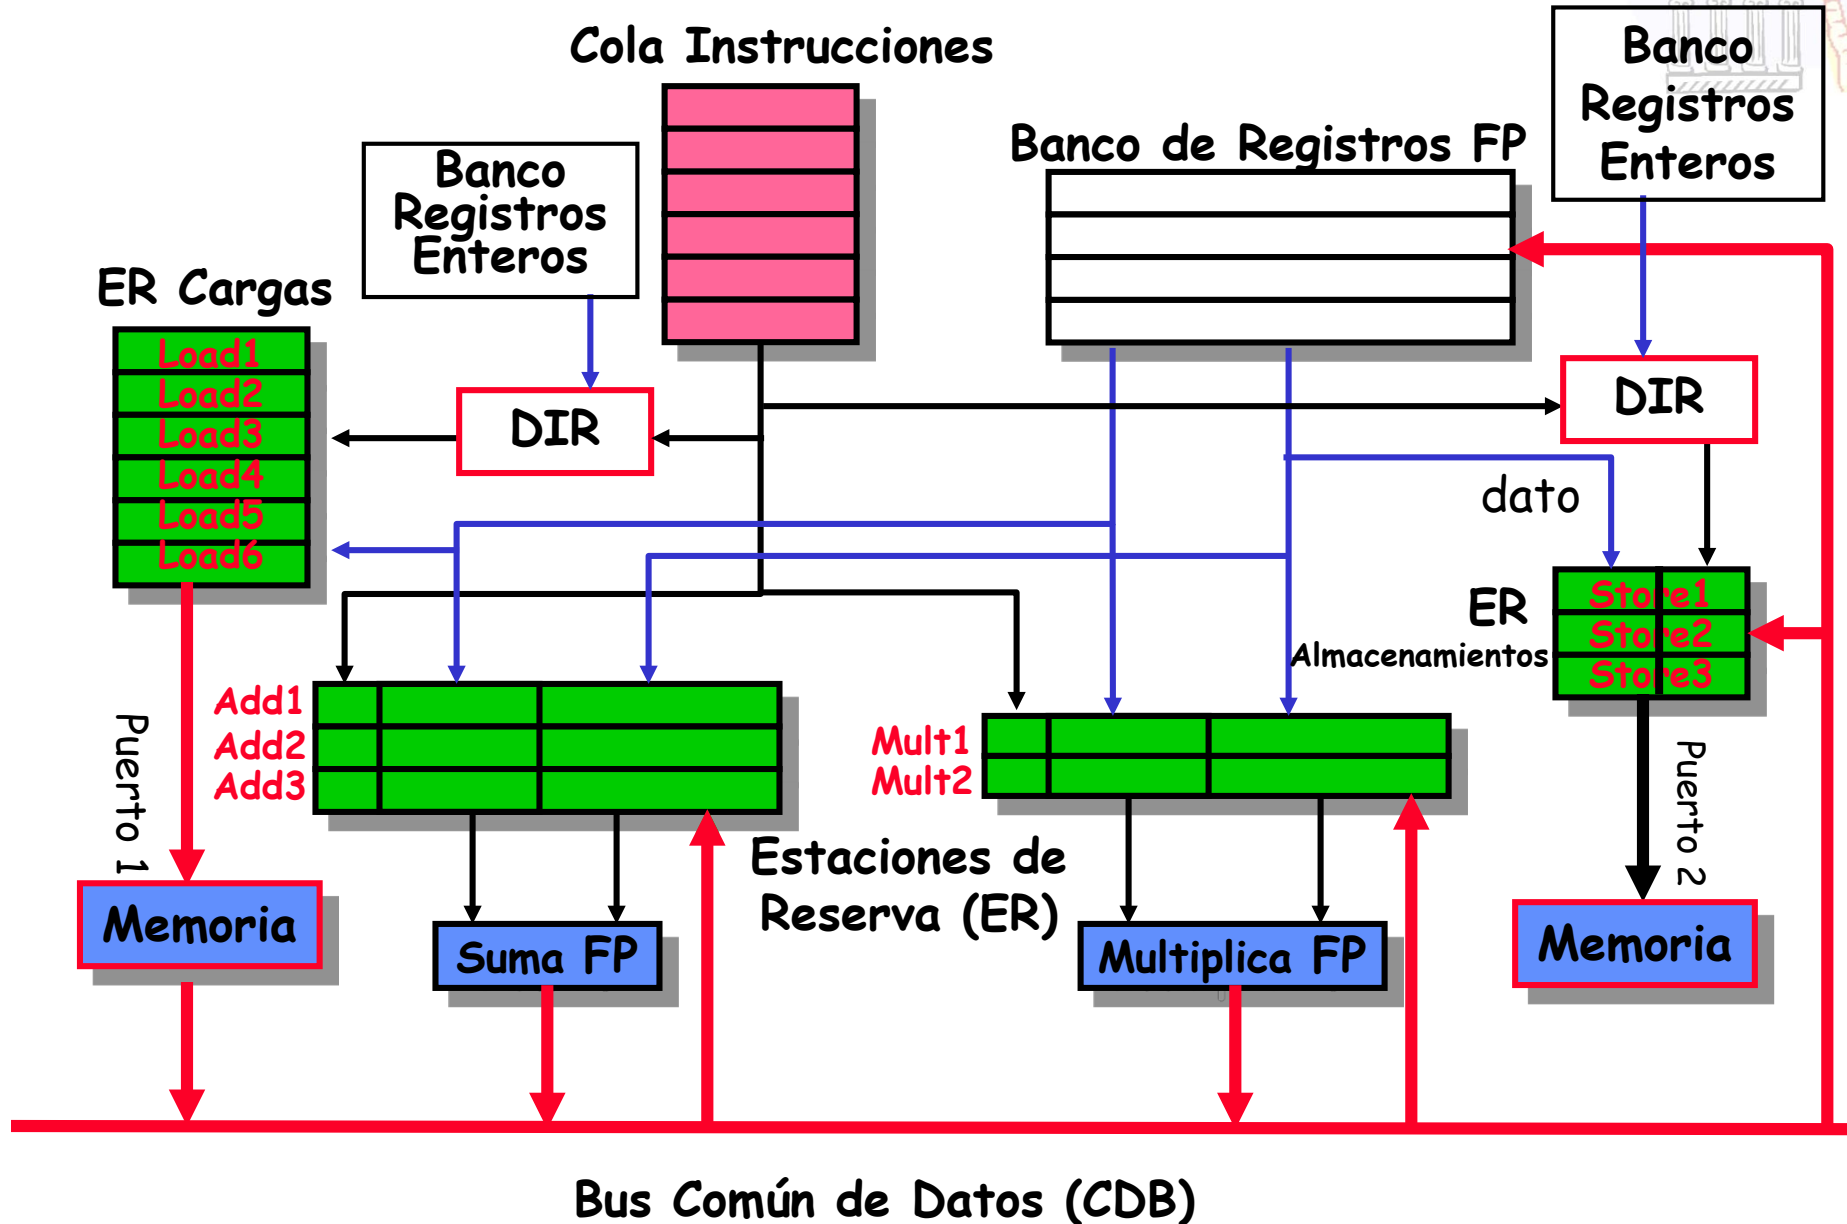 Cola Instrucciones
Banco
Registros
Enteros
Banco de Registros FP
Banco
Registros
Enteros
ER Cargas
Load1
Load2
Load3
Load4
Load5
Load6
DIR
DIR
dato
ER
Almacenamientos
Store1
Store2
Store3
Add1
Add2
Add3
Mult1
Mult2
Puerto 1
Puerto 2
Estaciones de
Reserva (ER)
Memoria
Suma FP
Multiplica FP
Memoria
Bus Común de Datos (CDB)